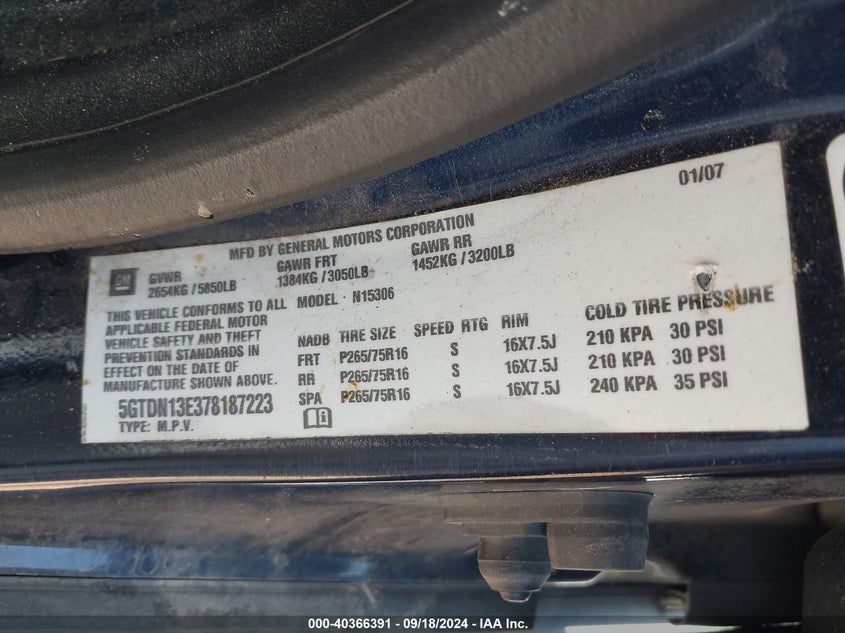 01/07
MFD BY GENERAL MOTORS CORPORATION
GM GVWR GAWR FRT GAWR RR
2654KG / 5850LB 1384KG / 3050LB 1452KG / 3200LB
THIS VEHICLE CONFORMS TO ALL MODEL - N15306
APPLICABLE FEDERAL MOTOR
VEHICLE SAFETY AND THEFT
PREVENTION STANDARDS IN
EFFECT ON THE DATE OF
MANUFACTURE SHOWN ABOVE.
5GTDN13E378187223
TYPE: M.P.V.
NADB TIRE SIZE SPEED RTG RIM COLD TIRE PRESSURE
FRT P265/75R16 S 16X7.5J 210 KPA 30 PSI
RR P265/75R16 S 16X7.5J 210 KPA 30 PSI
SPA P265/75R16 S 16X7.5J 240 KPA 35 PSI
000-40366391 - 09/18/2024 - IAA Inc.